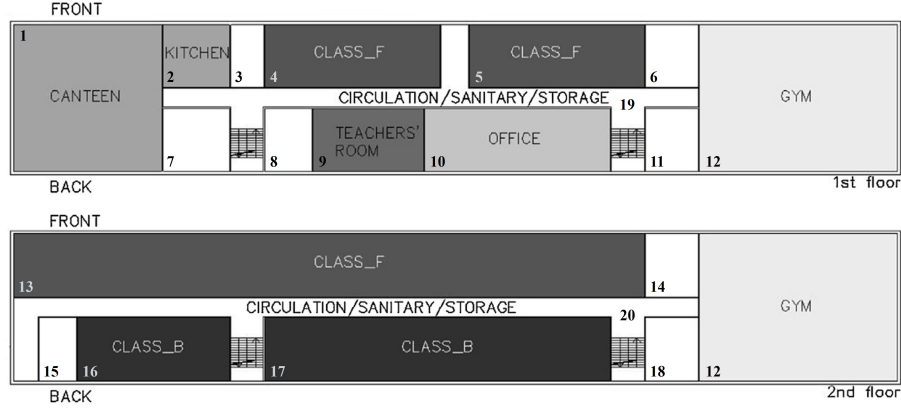 FRONT
1
KITCHEN
CLASS_F
CLASS_F
2
3
4
5
6
CANTEEN
CIRCULATION/SANITARY/STORAGE
19
GYM
TEACHERS'
ROOM
OFFICE
7
8
9
10
11
12
BACK
1st floor
FRONT
CLASS_F
13
14
CIRCULATION/SANITARY/STORAGE
20
GYM
CLASS_B
CLASS_B
15
16
17
18
12
BACK
2nd floor